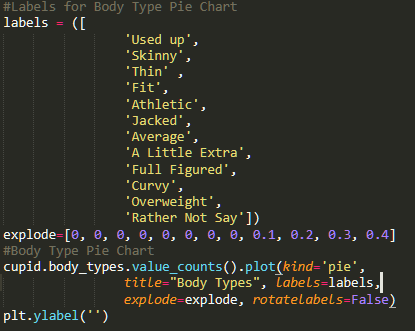 #Labels for Body Type Pie Chart
labels = ([
'Used up',
'Skinny',
'Thin' ,
'Fit',
'Athletic',
'Jacked',
'Average',
'A Little Extra',
'Full Figured',
'Curvy',
'Overweight',
'Rather Not Say'])
explode=[0, 0, 0, 0, 0, 0, 0, 0, 0.1, 0.2, 0.3, 0.4]
#Body Type Pie Chart
cupid.body_types.value_counts().plot(kind='pie',
title="Body Types", labels=labels,
explode=explode, rotatelabels=False)
plt.ylabel('')